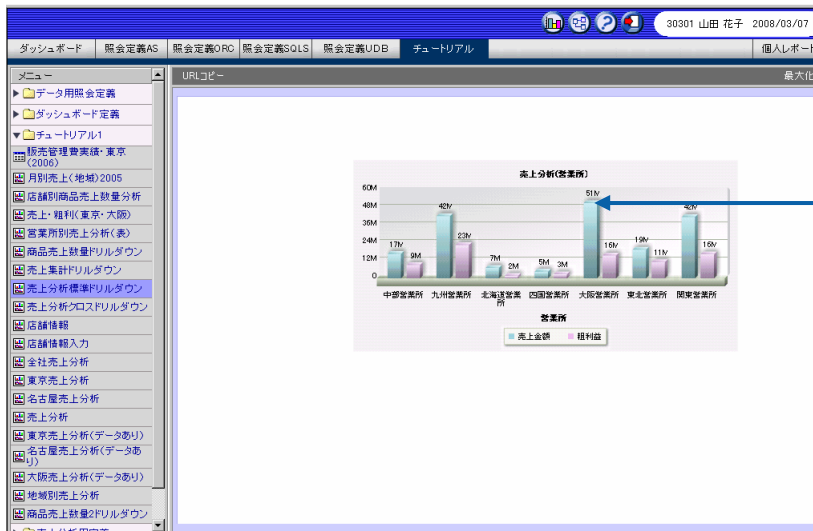 30301 山田 花子 2008/03/07
ダッシュボード 照会定義AS 照会定義ORC 照会定義SQLS 照会定義UDB チュートリアル 個人レポート
メニュー
URLコピー 最大化
データ用照会定義
ダッシュボード定義
チュートリアル1
販売管理費実績・東京
(2006)
月別売上(地域)2005
店舗別商品売上数量分析
売上・粗利(東京・大阪)
営業所別売上分析(表)
商品売上数量ドリルダウン
売上集計ドリルダウン
売上分析標準ドリルダウン
売上分析クロスドリルダウン
店舗情報
店舗情報入力
全社売上分析
東京売上分析
名古屋売上分析
売上分析
東京売上分析(データあり)
名古屋売上分析(データあ
り)
大阪売上分析(データあり)
地域別売上分析
商品売上数量2ドリルダウン
売上分析(営業所)
60M
48M
36M
24M
12M
0
17M 9M 42M 23M 7M 2M 5M 3M 51M 16M 19M 11M 42M 16M
中部営業所 九州営業所 北海道営業所 四国営業所 大阪営業所 東北営業所 関東営業所
営業所
売上金額 粗利益